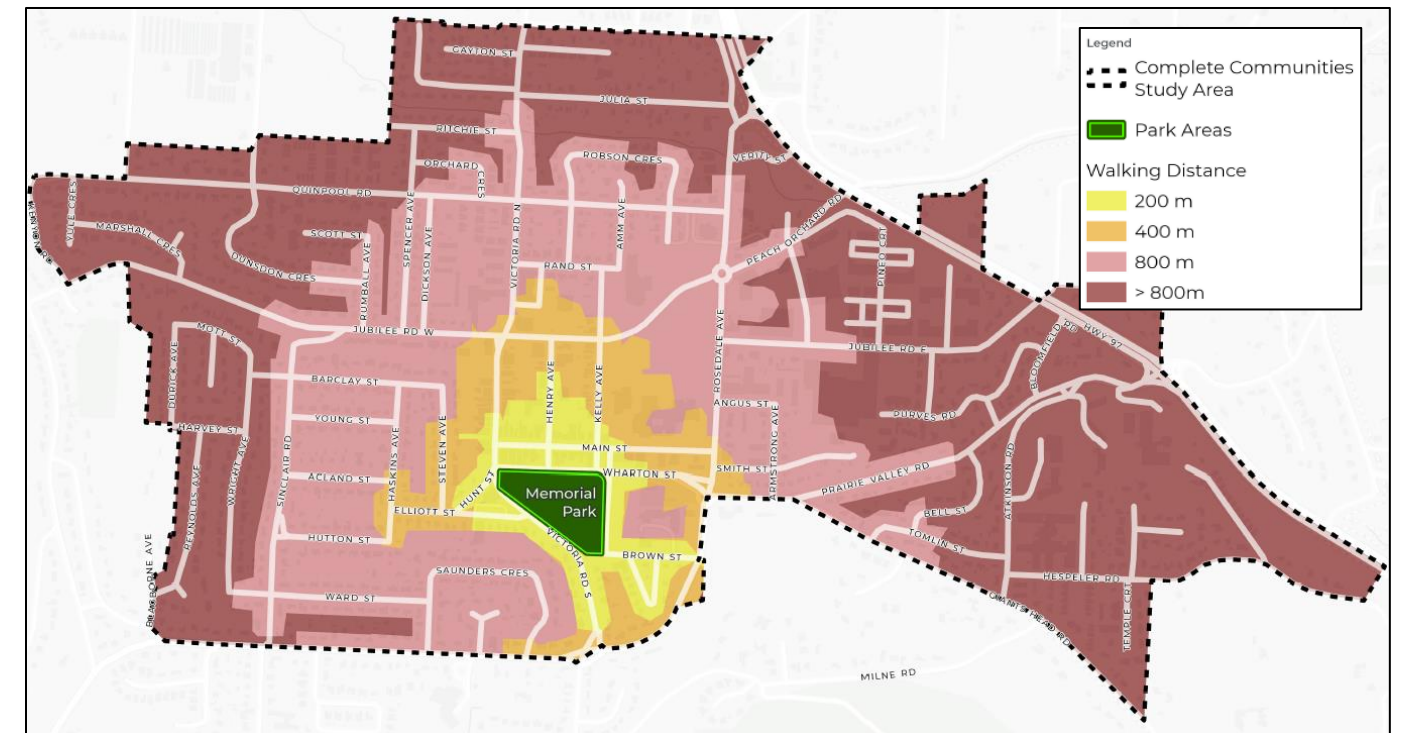 Legend
Complete Communities
Study Area
Park Areas
Walking Distance
200 m
400 m
800 m
> 800m
GAYTON ST
JULIA ST
RITCHIE ST
ORCHARD
CRES
ROBSON CRES
VERITY ST
QUINPOOL RD
YULE CRES
MARSHALL CRES
SCOTT ST
DUNSDON CRES
RUMBALL AVE
SPENCER AVE
DICKSON AVE
VICTORIA RD N
RAND ST
AMM AVE
PEACH ORCHARD RD
PINEO CRT
JUBILEE RD W
JUBILEE RD E
ROSEDALE AVE
HWY 97
BLOOMFIELD
MOTT ST
DURICK AVE
BARCLAY ST
YOUNG ST
HARVEY ST
HENRY AVE
KELLY AVE
ANGUS ST
PURVES RD
MAIN ST
WHARTON ST
SMITH ST
ARMSTRONG AVE
PRAIRIE VALLEY RD
STEVEN AVE
HASKINS AVE
SINCLAIR RD
WRIGHT AVE
REYNOLDS AVE
ACLAND ST
ELLIOTT ST
HUNT ST
Memorial
Park
VICTORIA RD S
BROWN ST
HUTTON ST
SAUNDERS CRES
WARD ST
BELL ST
TOMLIN ST
ATKINSON RD
HESPELER RD
TEMPLE CRT
MILNE RD